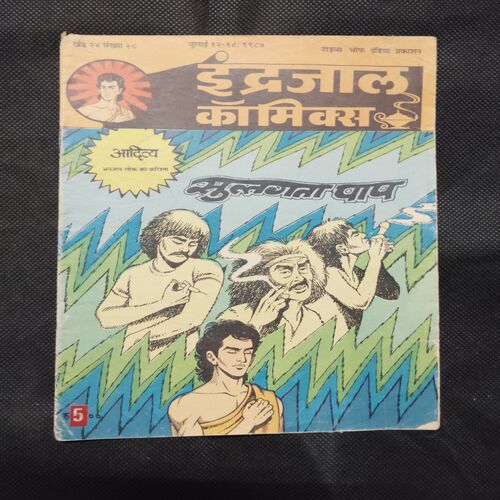 खंड २४ संख्या २८
जुलाई १२-१८, १९८७
टाइम्स ऑफ इंडिया प्रकाशन
इंद्रजाल
कॉमिक्स
आदित्य
अनजान लोक का फरिश्ता
सुलगता पाप
रु 5.००